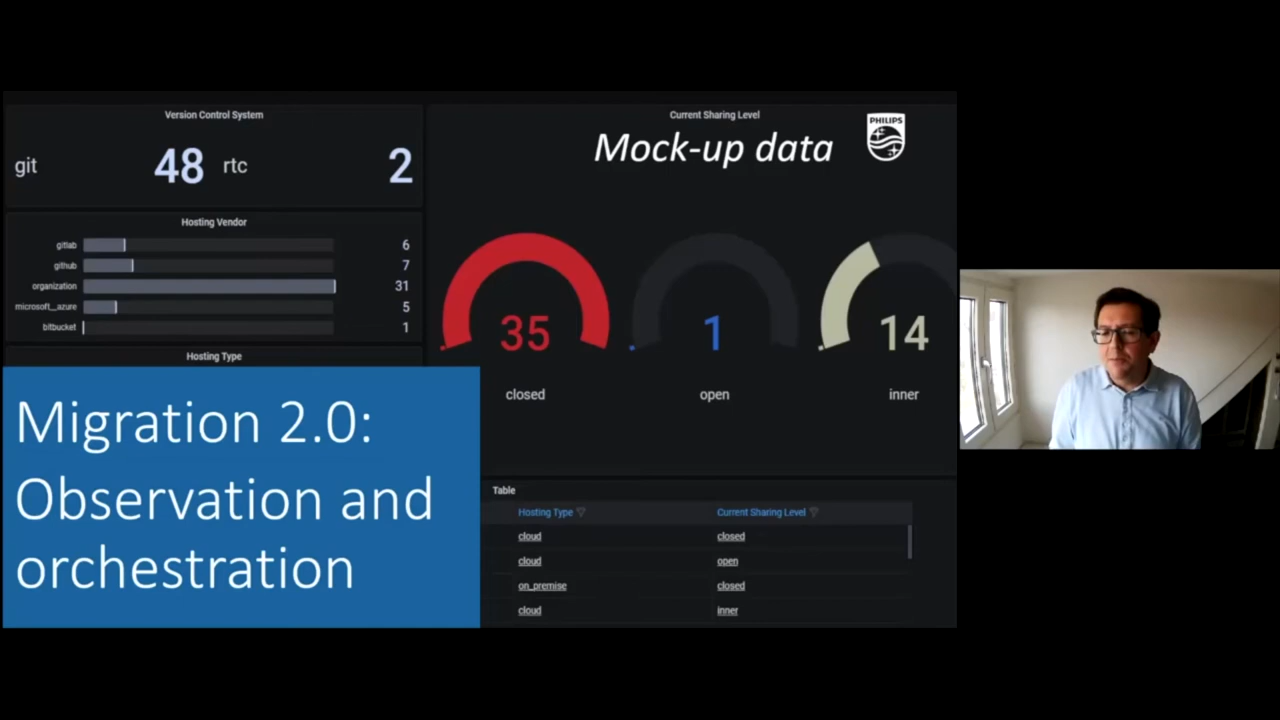 Version Control System
git 48 rtc 2
Hosting Vendor
gitlab 6
github 7
organization 31
microsoft_azure 5
bitbucket 1
Hosting Type
Current Sharing Level
Mock-up data
PHILIPS
35
closed
1
open
14
inner
Migration 2.0:
Observation and
orchestration
Table
Hosting Type Current Sharing Level
cloud closed
cloud open
on_premise closed
cloud inner